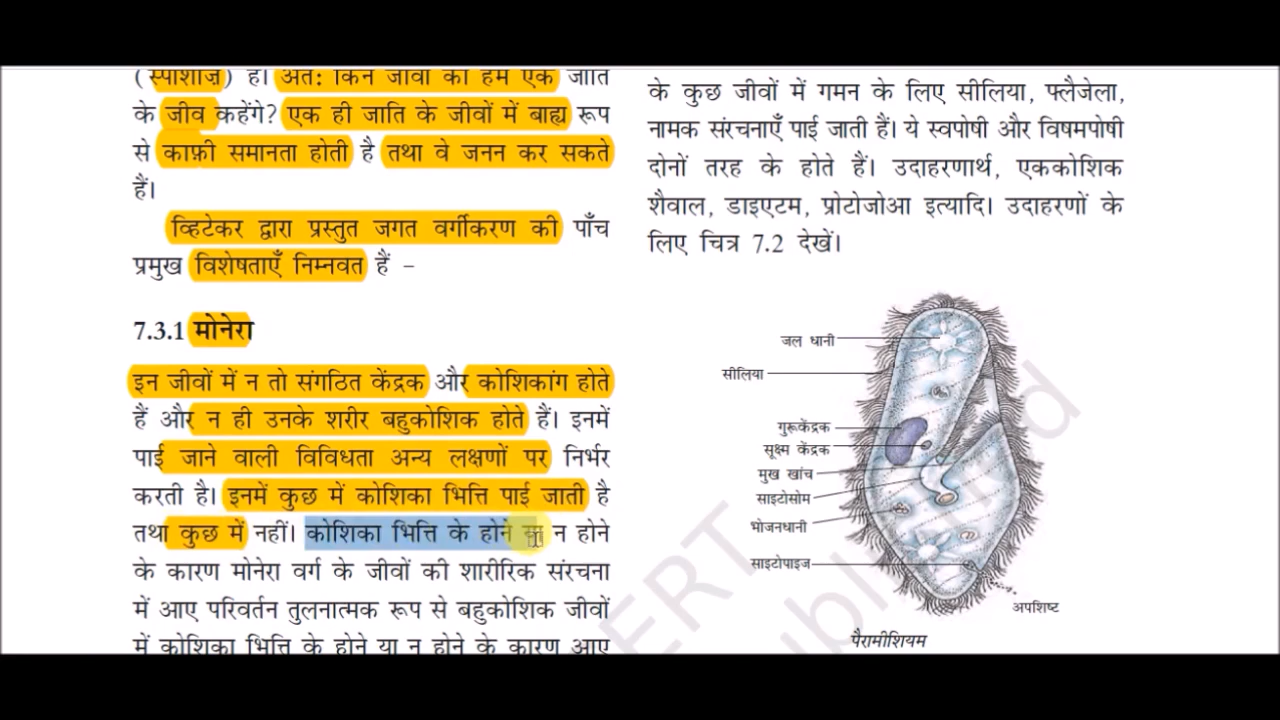 (स्पीशीज़) हैं। अत: किन जीवों को हम एक जाति
के जीव कहेंगे? एक ही जाति के जीवों में बाह्य रूप
से काफ़ी समानता होती है तथा वे जनन कर सकते
हैं।
व्हिटेकर द्वारा प्रस्तुत जगत वर्गीकरण की पाँच
प्रमुख विशेषताएँ निम्नवत हैं –
7.3.1 मोनेरा
इन जीवों में न तो संगठित केंद्रक और कोशिकांग होते
हैं और न ही उनके शरीर बहुकोशिक होते हैं। इनमें
पाई जाने वाली विविधता अन्य लक्षणों पर निर्भर
करती है। इनमें कुछ में कोशिका भित्ति पाई जाती है
तथा कुछ में नहीं। कोशिका भित्ति के होने या न होने
के कारण मोनेरा वर्ग के जीवों की शारीरिक संरचना
में आए परिवर्तन तुलनात्मक रूप से बहुकोशिक जीवों
में कोशिका भित्ति के होने या न होने के कारण आए
के कुछ जीवों में गमन के लिए सीलिया, फ्लैजेला,
नामक संरचनाएँ पाई जाती हैं। ये स्वपोषी और विषमपोषी
दोनों तरह के होते हैं। उदाहरणार्थ, एककोशिक
शैवाल, डाइएटम, प्रोटोजोआ इत्यादि। उदाहरणों के
लिए चित्र 7.2 देखें।
जल धानी
सीलिया
गुरूकेंद्रक
सूक्ष्म केंद्रक
मुख खांच
साइटोसोम
भोजनधानी
साइटोपाइज
अपशिष्ट
पैरामीशियम